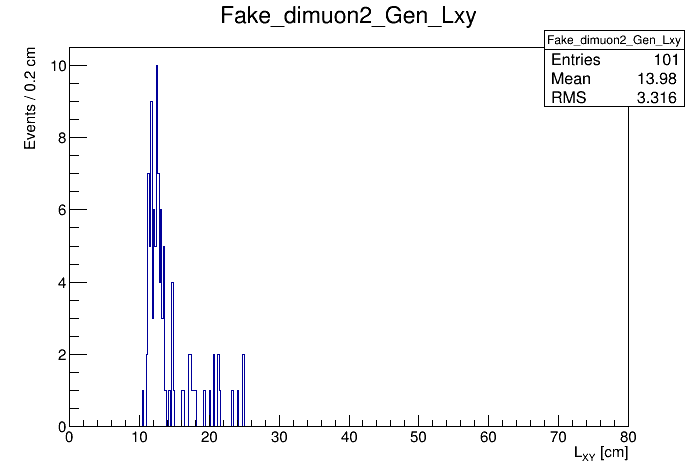 Fake_dimuon2_Gen_Lxy
Fake_dimuon2_Gen_Lxy
Entries 101
Mean 13.98
RMS 3.316
Events / 0.2 cm
10
8
6
4
2
0
0 10 20 30 40 50 60 70 80
L_XY [cm]